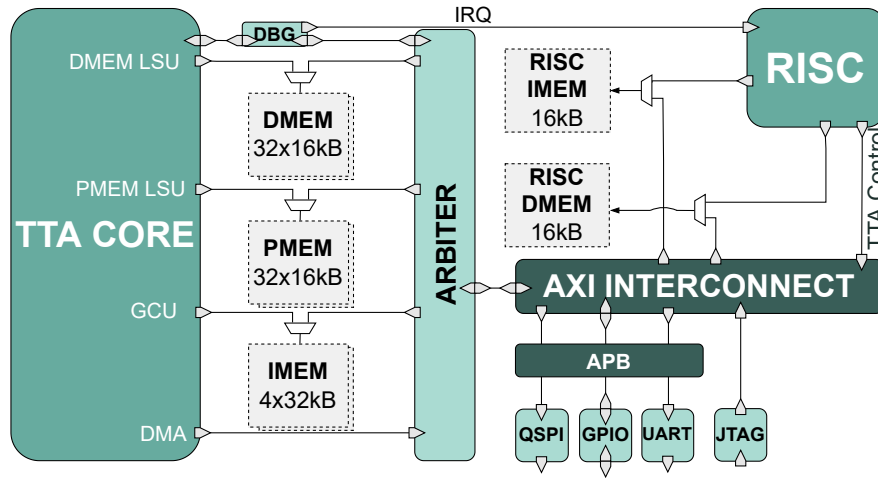 IRQ
DBG
DMEM LSU
RISC
IMEM
16kB
RISC
DMEM
32x16kB
TTA Control
PMEM LSU
RISC
DMEM
16kB
TTA CORE
PMEM
32x16kB
ARBITER
AXI INTERCONNECT
GCU
IMEM
4x32kB
APB
DMA
QSPI
GPIO
UART
JTAG